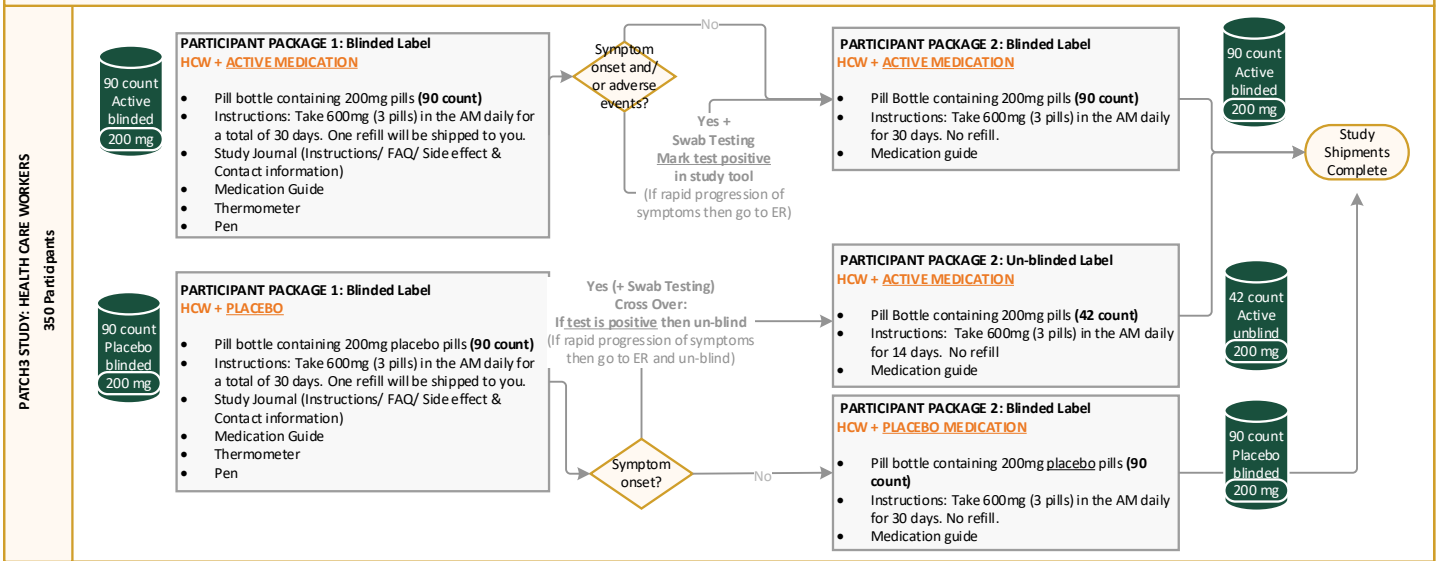 PATCH3 STUDY: HEALTH CARE WORKERS
350 Participants
90 count
Active
blinded
200 mg
PARTICIPANT PACKAGE 1: Blinded Label
HCW + ACTIVE MEDICATION
• Pill bottle containing 200mg pills (90 count)
• Instructions: Take 600mg (3 pills) in the AM daily for
a total of 30 days. One refill will be shipped to you.
• Study Journal (Instructions/ FAQ/ Side effect &
Contact information)
• Medication Guide
• Thermometer
• Pen
Symptom
onset and/
or adverse
events?
No
Yes +
Swab Testing
Mark test positive
in study tool
(If rapid progression of
symptoms then go to ER)
PARTICIPANT PACKAGE 2: Blinded Label
HCW + ACTIVE MEDICATION
• Pill Bottle containing 200mg pills (90 count)
• Instructions: Take 600mg (3 pills) in the AM daily
for 30 days. No refill.
• Medication guide
90 count
Active
blinded
200 mg
Study
Shipments
Complete
90 count
Placebo
blinded
200 mg
PARTICIPANT PACKAGE 1: Blinded Label
HCW + PLACEBO
• Pill bottle containing 200mg placebo pills (90 count)
• Instructions: Take 600mg (3 pills) in the AM daily for
a total of 30 days. One refill will be shipped to you.
• Study Journal (Instructions/ FAQ/ Side effect &
Contact information)
• Medication Guide
• Thermometer
• Pen
Yes (+ Swab Testing)
Cross Over:
If test is positive then un-blind
(If rapid progression of symptoms
then go to ER and un-blind)
Symptom
onset?
No
PARTICIPANT PACKAGE 2: Un-blinded Label
HCW + ACTIVE MEDICATION
• Pill Bottle containing 200mg pills (42 count)
• Instructions: Take 600mg (3 pills) in the AM daily
for 14 days. No refill
• Medication guide
42 count
Active
unblind
200 mg
PARTICIPANT PACKAGE 2: Blinded Label
HCW + PLACEBO MEDICATION
• Pill bottle containing 200mg placebo pills (90
count)
• Instructions: Take 600mg (3 pills) in the AM daily
for 30 days. No refill.
• Medication guide
90 count
Placebo
blinded
200 mg